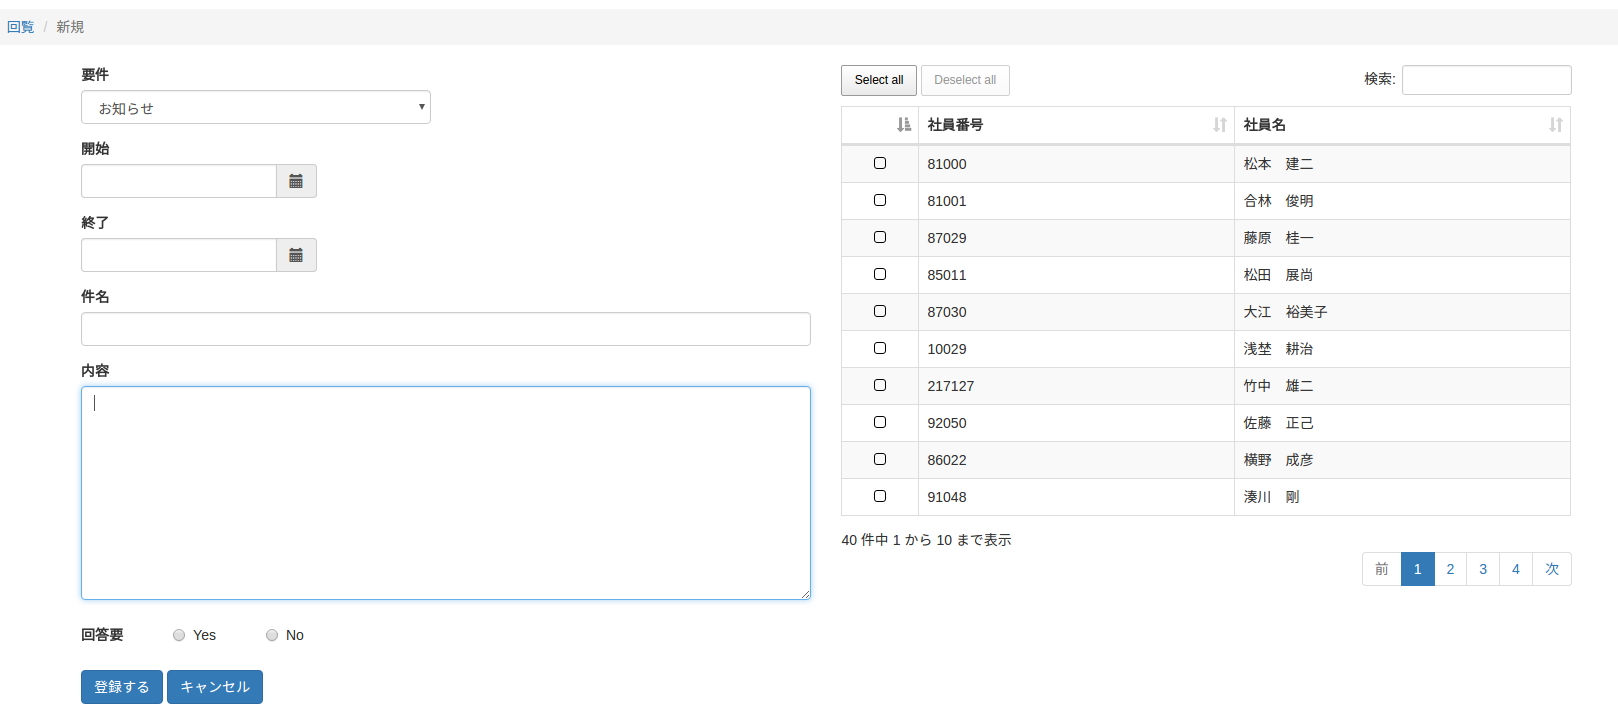 回覧 / 新規
要件
お知らせ
開始
終了
件名
内容
回答要 Yes No
登録する キャンセル
Select all Deselect all 検索:
社員番号 社員名
81000 松本　建二
81001 合林　俊明
87029 藤原　桂一
85011 松田　展尚
87030 大江　裕美子
10029 浅埜　耕治
217127 竹中　雄二
92050 佐藤　正己
86022 横野　成彦
91048 湊川　剛
40 件中 1 から 10 まで表示
前 1 2 3 4 次